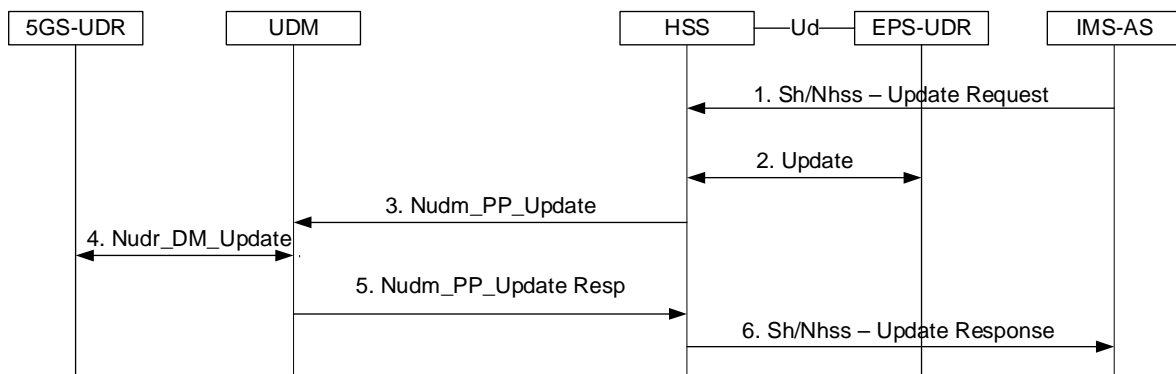 5GS-UDR
UDM
HSS
Ud
EPS-UDR
IMS-AS
1. Sh/Nhss – Update Request
2. Update
3. Nudm_PP_Update
4. Nudr_DM_Update
5. Nudm_PP_Update Resp
6. Sh/Nhss – Update Response